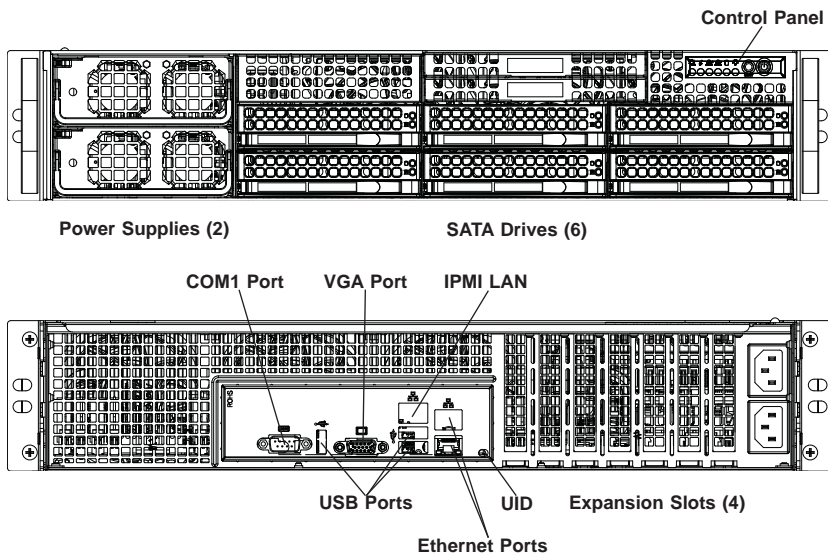 Control Panel
Power Supplies (2)
SATA Drives (6)
COM1 Port
VGA Port
IPMI LAN
ROHS
USB Ports
UID
Expansion Slots (4)
Ethernet Ports